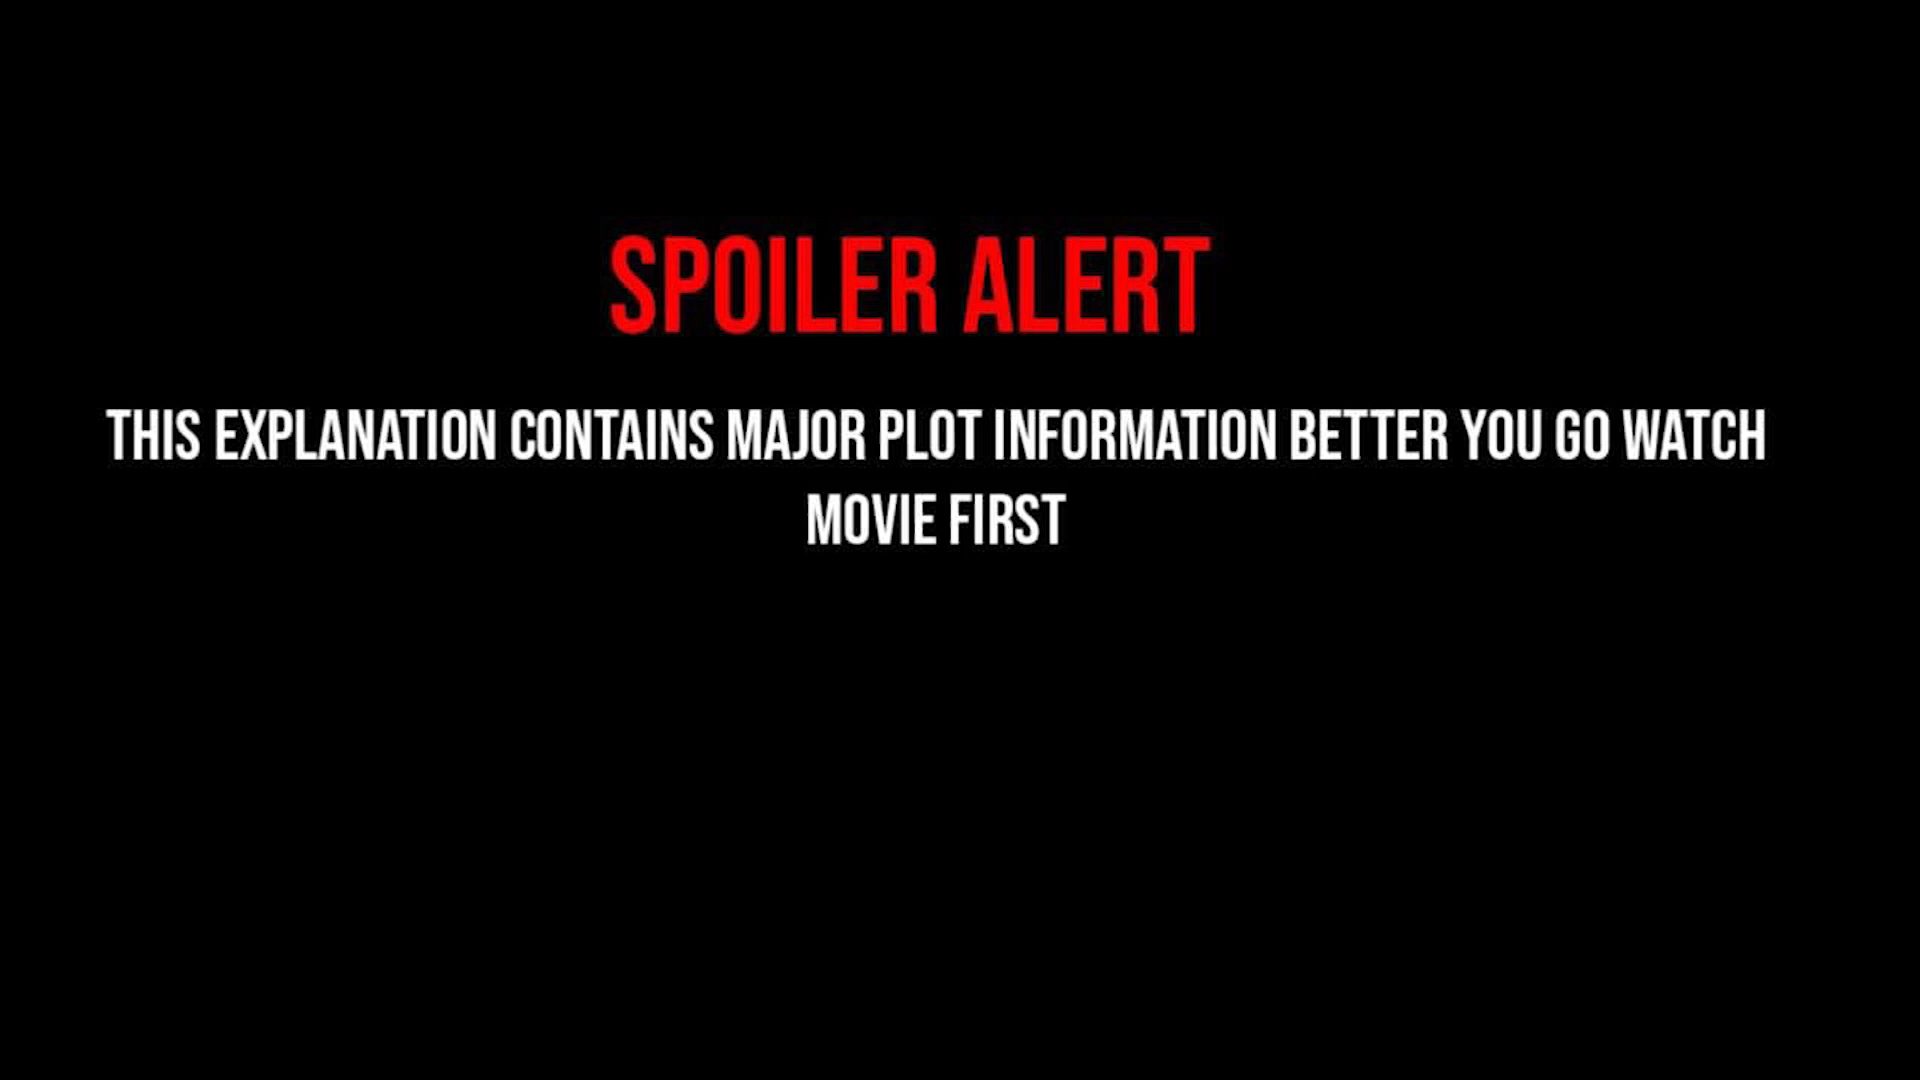 SPOILER ALERT
THIS EXPLANATION CONTAINS MAJOR PLOT INFORMATION BETTER YOU GO WATCH
MOVIE FIRST